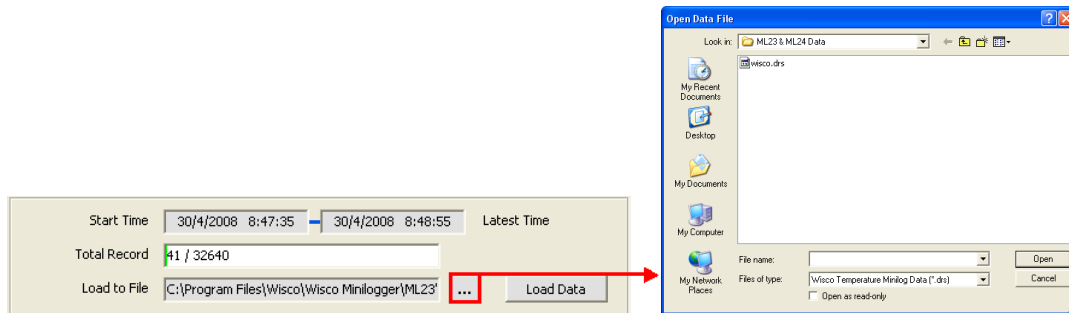 Open Data File
Look in: ML23 & ML24 Data
wisco.drs
My Recent
Documents
Desktop
My Documents
My Computer
My Network
Places
File name:
Open
Files of type: Wisco Temperature Minilog Data (*.drs)
Cancel
Open as read-only
Start Time 30/4/2008 8:47:35 30/4/2008 8:48:55 Latest Time
Total Record 41 / 32640
Load to File C:\Program Files\Wisco\Wisco Minilogger\ML23' ... Load Data